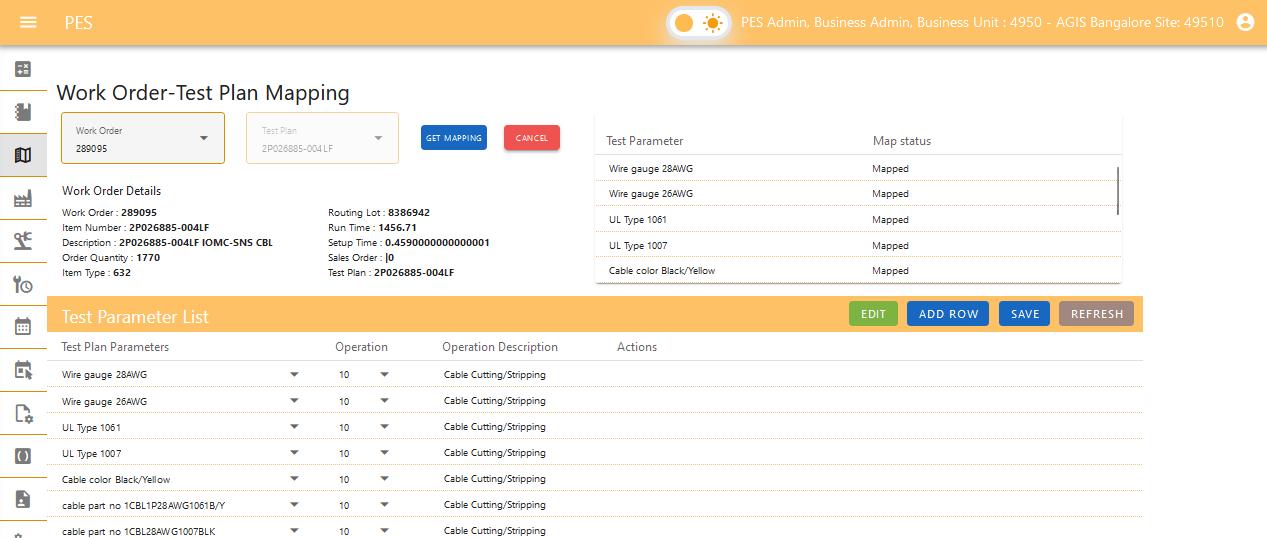 PES
PES Admin, Business Admin, Business Unit : 4950 - AGIS Bangalore Site: 49510
Work Order-Test Plan Mapping
Work Order
289095
Test Plan
2P026885-004LF
GET MAPPING
CANCEL
Work Order Details
Work Order : 289095
Item Number : 2P026885-004LF
Description : 2P026885-004LF IOMC-SNS CBL
Order Quantity : 1770
Item Type : 632
Routing Lot : 8386942
Run Time : 1456.71
Setup Time : 0.4590000000000001
Sales Order : |0
Test Plan : 2P026885-004LF
Test Parameter Map status
Wire gauge 28AWG Mapped
Wire gauge 26AWG Mapped
UL Type 1061 Mapped
UL Type 1007 Mapped
Cable color Black/Yellow Mapped
Test Parameter List
EDIT
ADD ROW
SAVE
REFRESH
Test Plan Parameters Operation Operation Description Actions
Wire gauge 28AWG 10 Cable Cutting/Stripping
Wire gauge 26AWG 10 Cable Cutting/Stripping
UL Type 1061 10 Cable Cutting/Stripping
UL Type 1007 10 Cable Cutting/Stripping
Cable color Black/Yellow 10 Cable Cutting/Stripping
cable part no 1CBL1P28AWG1061B/Y 10 Cable Cutting/Stripping
cable part no 1CBL28AWG1007BLK 10 Cable Cutting/Stripping